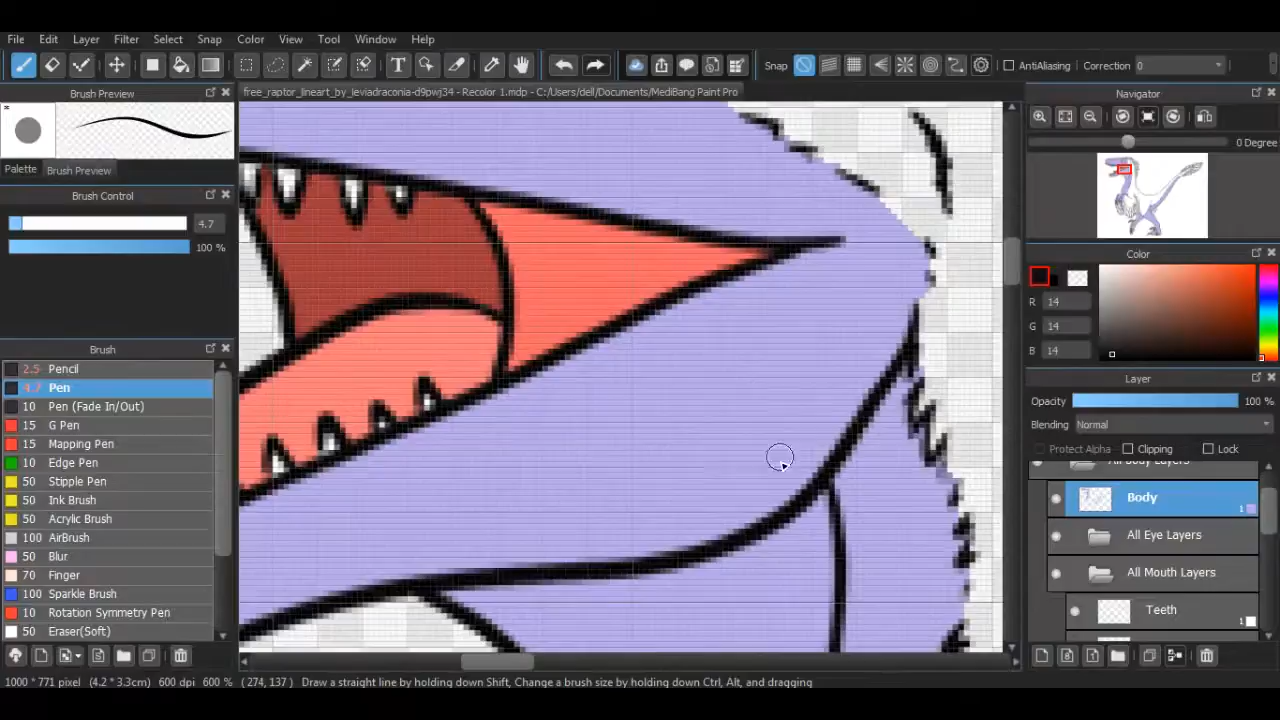 File Edit Layer Filter Select Snap Color View Tool Window Help
T Snap AntiAliasing Correction 0
Brush Preview
free_raptor_lineart_by_leviadraconia-d9pwj34 - Recolor 1.mdp - C:/Users/dell/Documents/MediBang Paint Pro
Navigator
*
0 Degree
Palette Brush Preview
Brush Control
4.7
100 %
Color
R 14
G 14
B 14
Brush
2.5 Pencil
4.7 Pen
10 Pen (Fade In/Out)
15 G Pen
15 Mapping Pen
10 Edge Pen
50 Stipple Pen
50 Ink Brush
50 Acrylic Brush
100 AirBrush
50 Blur
70 Finger
100 Sparkle Brush
10 Rotation Symmetry Pen
50 Eraser(Soft)
Layer
Opacity 100 %
Blending Normal
Protect Alpha Clipping Lock
All Body Layers
Body
1
All Eye Layers
All Mouth Layers
Teeth
1
1000 * 771 pixel (4.2 * 3.3cm) 600 dpi 600 % ( 274, 137 ) Draw a straight line by holding down Shift, Change a brush size by holding down Ctrl, Alt, and dragging